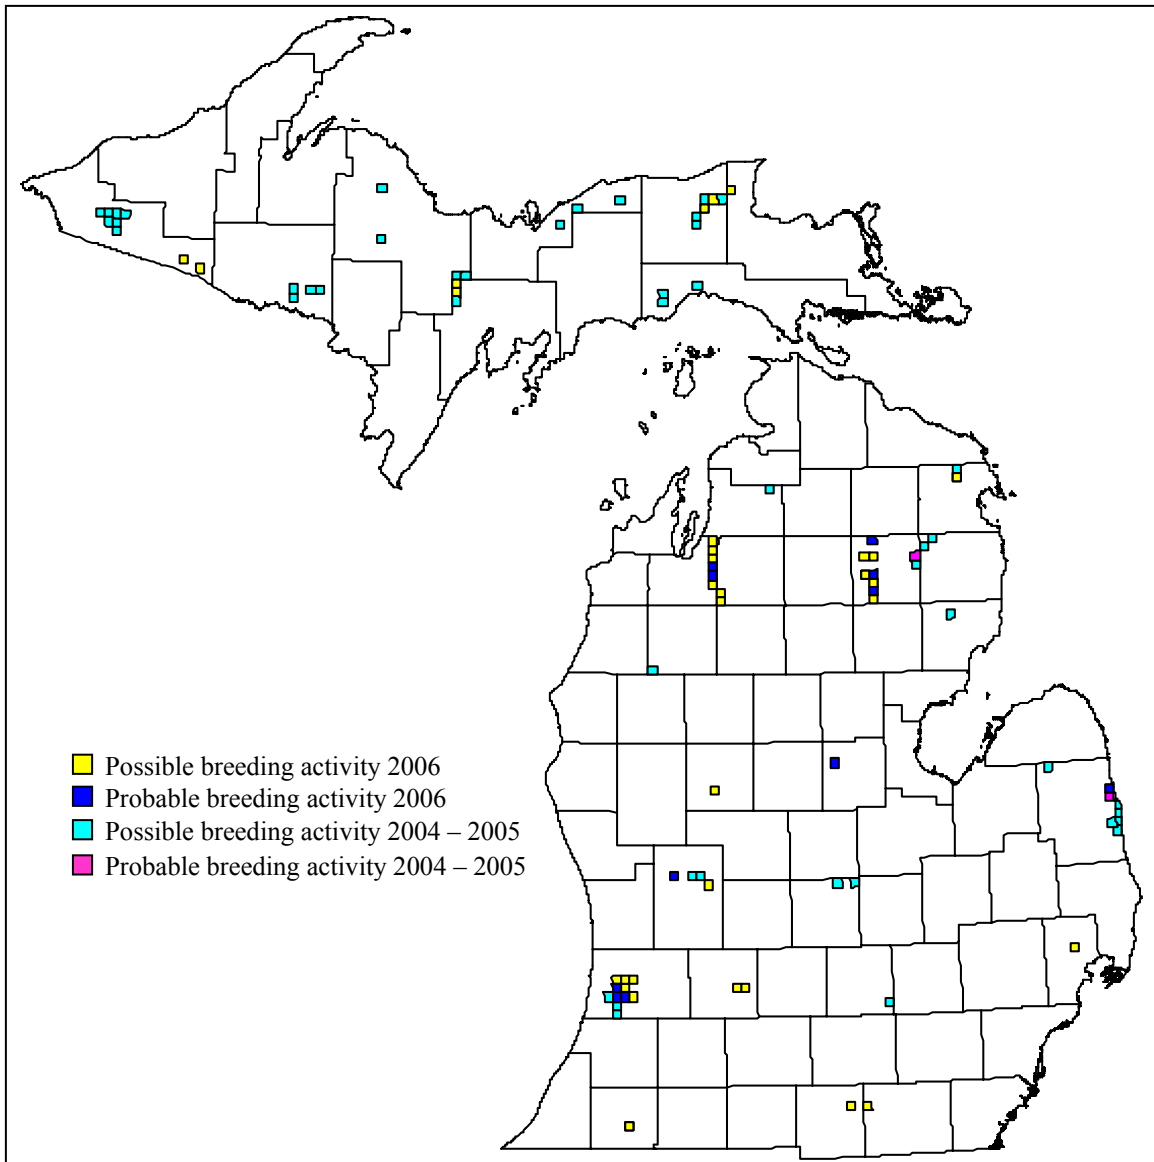 Possible breeding activity 2006
Probable breeding activity 2006
Possible breeding activity 2004 – 2005
Probable breeding activity 2004 – 2005